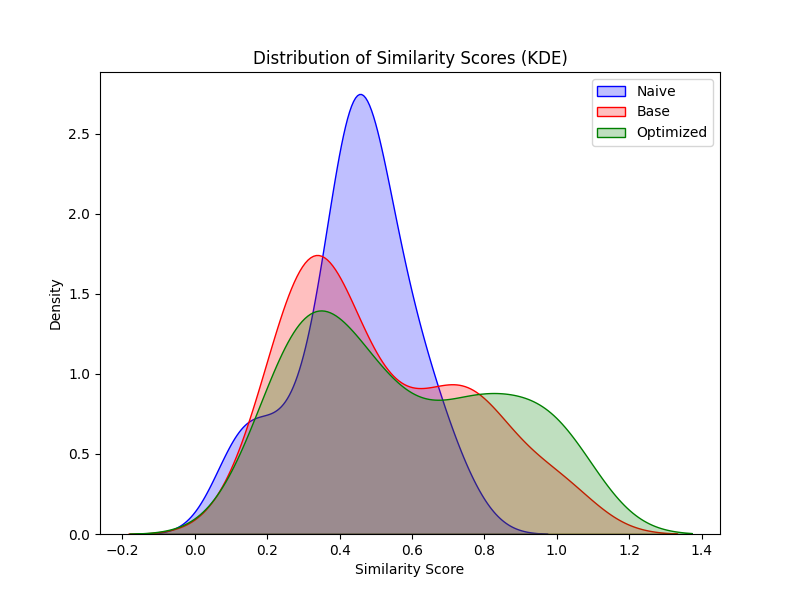 Distribution of Similarity Scores (KDE)
Naive
Base
Optimized
Density
2.5
2.0
1.5
1.0
0.5
0.0
−0.2 0.0 0.2 0.4 0.6 0.8 1.0 1.2 1.4
Similarity Score